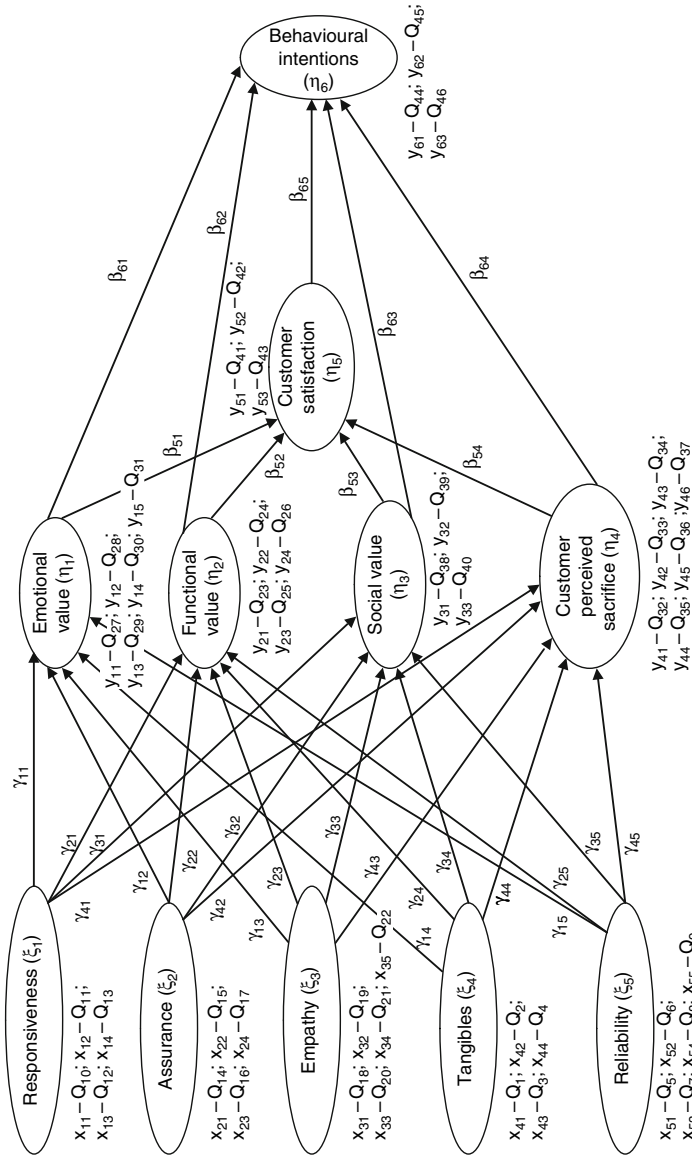 Responsiveness (ξ₁)
x₁₁–Q₁₀; x₁₂–Q₁₁;
x₁₃–Q₁₂; x₁₄–Q₁₃
Assurance (ξ₂)
x₂₁–Q₁₄; x₂₂–Q₁₅;
x₂₃–Q₁₆; x₂₄–Q₁₇
Empathy (ξ₃)
x₃₁–Q₁₈; x₃₂–Q₁₉;
x₃₃–Q₂₀; x₃₄–Q₂₁; x₃₅–Q₂₂
Tangibles (ξ₄)
x₄₁–Q₁; x₄₂–Q₂;
x₄₃–Q₃; x₄₄–Q₄
Reliability (ξ₅)
x₅₁–Q₅; x₅₂–Q₆;
γ₁₁
γ₂₁
γ₃₁
γ₄₁
γ₁₂
γ₂₂
γ₃₂
γ₄₂
γ₁₃
γ₂₃
γ₃₃
γ₄₃
γ₁₄
γ₂₄
γ₃₄
γ₄₄
γ₁₅
γ₂₅
γ₃₅
γ₄₅
Emotional
value (η₁)
y₁₁–Q₂₇; y₁₂–Q₂₈;
y₁₃–Q₂₉; y₁₄–Q₃₀; y₁₅–Q₃₁
Functional
value (η₂)
y₂₁–Q₂₃; y₂₂–Q₂₄;
y₂₃–Q₂₅; y₂₄–Q₂₆
Social value
(η₃)
y₃₁–Q₃₈; y₃₂–Q₃₉;
y₃₃–Q₄₀
Customer
perceived
sacrifice (η₄)
y₄₁–Q₃₂; y₄₂–Q₃₃; y₄₃–Q₃₄;
y₄₄–Q₃₅; y₄₅–Q₃₆; y₄₆–Q₃₇
β₅₁
β₅₂
β₅₃
β₅₄
y₅₁–Q₄₁; y₅₂–Q₄₂;
y₅₃–Q₄₃
Customer
satisfaction
(η₅)
β₆₁
β₆₂
β₆₅
β₆₃
β₆₄
Behavioural
intentions
(η₆)
y₆₁–Q₄₄; y₆₂–Q₄₅;
y₆₃–Q₄₆